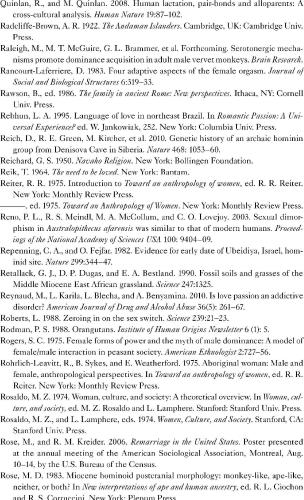 Quinlan, R., and M. Quinlan. 2008. Human lactation, pair-bonds and alloparents: A
cross-cultural analysis. Human Nature 19:87–102.
Radcliffe-Brown, A. R. 1922. The Andaman Islanders. Cambridge, UK: Cambridge Univ.
Press.
Raleigh, M., M. T. McGuire, G. L. Brammer, et al. Forthcoming. Serotonergic mecha-
nisms promote dominance acquisition in adult male vervet monkeys. Brain Research.
Rancourt-Laferriere, D. 1983. Four adaptive aspects of the female orgasm. Journal of
Social and Biological Structures 6:319–33.
Rawson, B., ed. 1986. The family in ancient Rome: New perspectives. Ithaca, NY: Cornell
Univ. Press.
Rebhun, L. A. 1995. Language of love in northeast Brazil. In Romantic Passion: A Uni-
versal Experience? ed. W. Jankowiak, 252. New York: Columbia Univ. Press.
Reich, D., R. E. Green, M. Kircher, et al. 2010. Generic history of an archaic hominin
group from Denisova Cave in Siberia. Nature 468: 1053–60.
Reichard, G. S. 1950. Navaho Religion. New York: Bollingen Foundation.
Reik, T. 1964. The need to be loved. New York: Bantam.
Reiter, R. R. 1975. Introduction to Toward an anthropology of women, ed. R. R. Reiter.
New York: Monthly Review Press.
———, ed. 1975. Toward an Anthropology of Women. New York: Monthly Review Press.
Reno, P. L., R. S. Meindl, M. A. McCollum, and C. O. Lovejoy. 2003. Sexual dimor-
phism in Australopithecus afarensis was similar to that of modern humans. Proceed-
ings of the National Academy of Sciences USA 100: 9404–09.
Repenning, C. A., and O. Fejfar. 1982. Evidence for early date of Ubeidiya, Israel, hom-
inid site. Nature 299:344–47.
Retallack, G. J., D. P. Dugas, and E. A. Bestland. 1990. Fossil soils and grasses of the
Middle Miocene East African grassland. Science 247:1325.
Reynaud, M., L. Karila, L. Blecha, and A. Benyamina. 2010. Is love passion an addictive
disorder? American Journal of Drug and Alcohol Abuse 36(5): 261–67.
Roberts, L. 1988. Zeroing in on the sex switch. Science 239:21–23.
Rodman, P. S. 1988. Orangutans. Institute of Human Origins Newsletter 6 (1): 5.
Rogers, S. C. 1975. Female forms of power and the myth of male dominance: A model of
female/male interaction in peasant society. American Ethnologist 2:727–56.
Rohrlich-Leavitt, R., B. Sykes, and E. Weatherford. 1975. Aboriginal woman: Male and
female, anthropological perspectives. In Toward an anthropology of women, ed. R. R.
Reiter. New York: Monthly Review Press.
Rosaldo, M. Z. 1974. Woman, culture, and society: A theoretical overview. In Woman, cul-
ture, and society, ed. M. Z. Rosaldo and L. Lamphere. Stanford: Stanford Univ. Press.
Rosaldo, M. Z., and L. Lamphere, eds. 1974. Women, Culture, and Society. Stanford, CA:
Stanford Univ. Press.
Rose, M., and R. M. Kreider. 2006. Remarriage in the United States. Poster presented
at the annual meeting of the American Sociological Association, Montreal, Aug.
10–14, by the U.S. Bureau of the Census.
Rose, M. D. 1983. Miocene hominoid postcranial morphology: monkey-like, ape-like,
neither, or both? In New interpretations of ape and human ancestry, ed. R. L. Ciochon
and R. S. Corruccini. New York: Plenum Press.